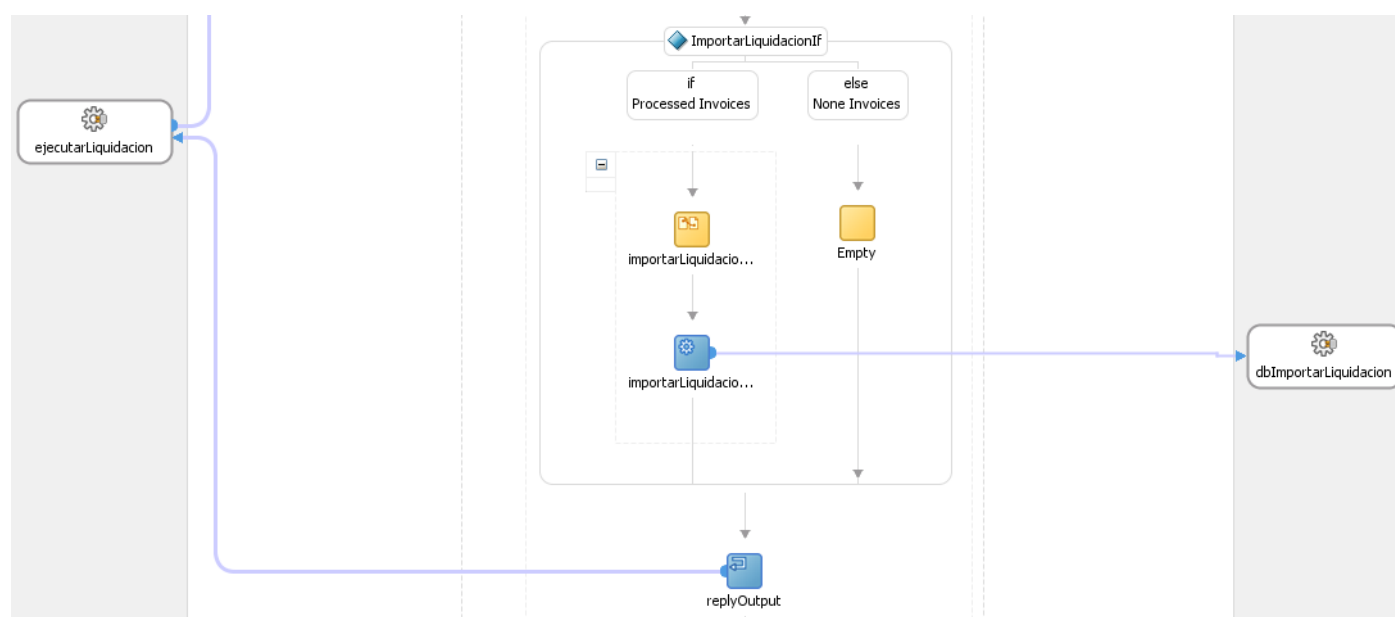 ImportarLiquidacionIf
if
Processed Invoices
else
None Invoices
ejecutarLiquidacion
importarLiquidacio...
Empty
importarLiquidacio...
dbImportarLiquidacion
replyOutput